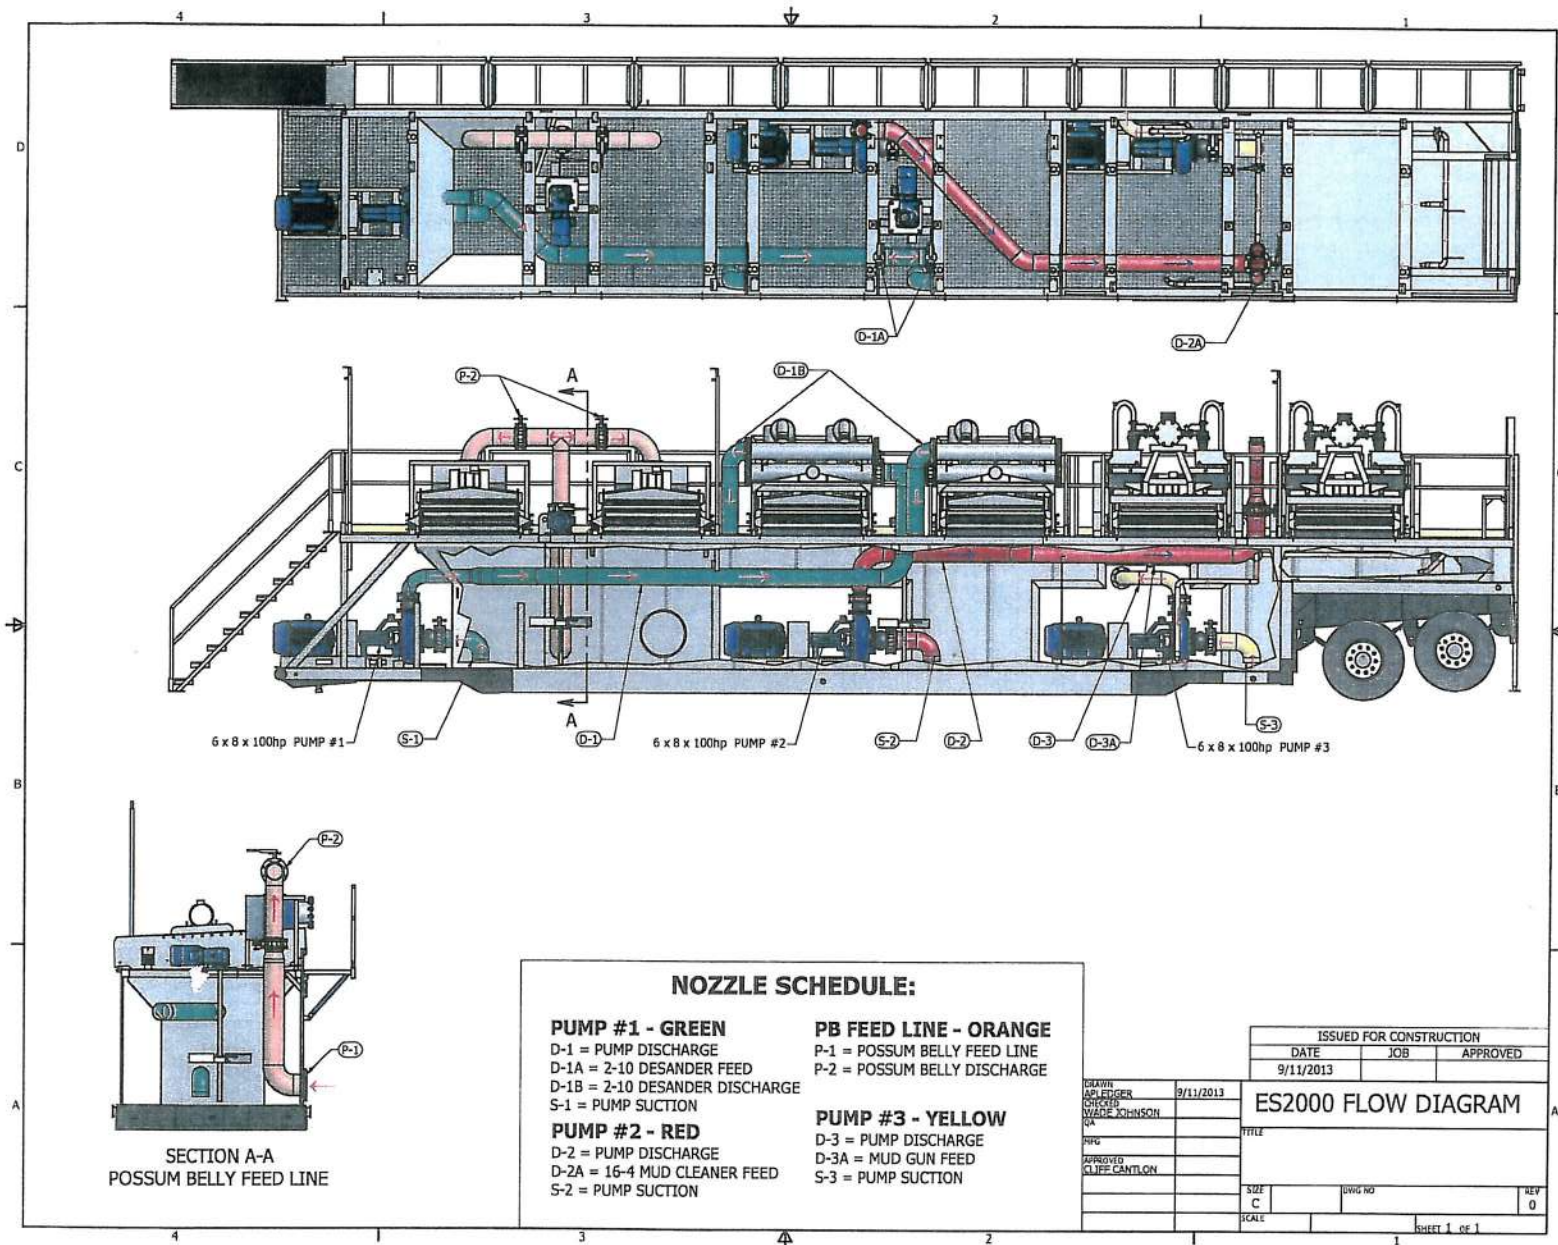 4 3 2 1
D
D-1A
D-2A
P-2
A
D-1B
C
A
6 x 8 x 100hp PUMP #1
S-1
D-1
6 x 8 x 100hp PUMP #2
S-2
D-2
D-3
D-3A
6 x 8 x 100hp PUMP #3
S-3
B
P-2
P-1
A
A
SECTION A-A
POSSUM BELLY FEED LINE
NOZZLE SCHEDULE:
PUMP #1 - GREEN
D-1 = PUMP DISCHARGE
D-1A = 2-10 DESANDER FEED
D-1B = 2-10 DESANDER DISCHARGE
S-1 = PUMP SUCTION
PUMP #2 - RED
D-2 = PUMP DISCHARGE
D-2A = 16-4 MUD CLEANER FEED
S-2 = PUMP SUCTION
PB FEED LINE - ORANGE
P-1 = POSSUM BELLY FEED LINE
P-2 = POSSUM BELLY DISCHARGE
PUMP #3 - YELLOW
D-3 = PUMP DISCHARGE
D-3A = MUD GUN FEED
S-3 = PUMP SUCTION
ISSUED FOR CONSTRUCTION
DATE JOB APPROVED
9/11/2013
DRAWN
APLEDGER 9/11/2013
CHECKED
WADE JOHNSON
QA
MFG
APPROVED
CLIFF CANTLON
ES2000 FLOW DIAGRAM
TITLE
SIZE
C
DWG NO
REV
0
SCALE
SHEET 1 OF 1
4 3 2 1